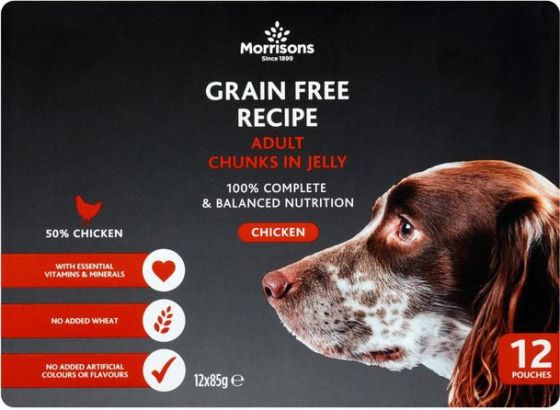 Morrisons
Since 1899
GRAIN FREE
RECIPE
ADULT
CHUNKS IN JELLY
100% COMPLETE
& BALANCED NUTRITION
CHICKEN
50% CHICKEN
WITH ESSENTIAL
VITAMINS & MINERALS
NO ADDED WHEAT
NO ADDED ARTIFICIAL
COLOURS OR FLAVOURS
12x85g ℮
12
POUCHES